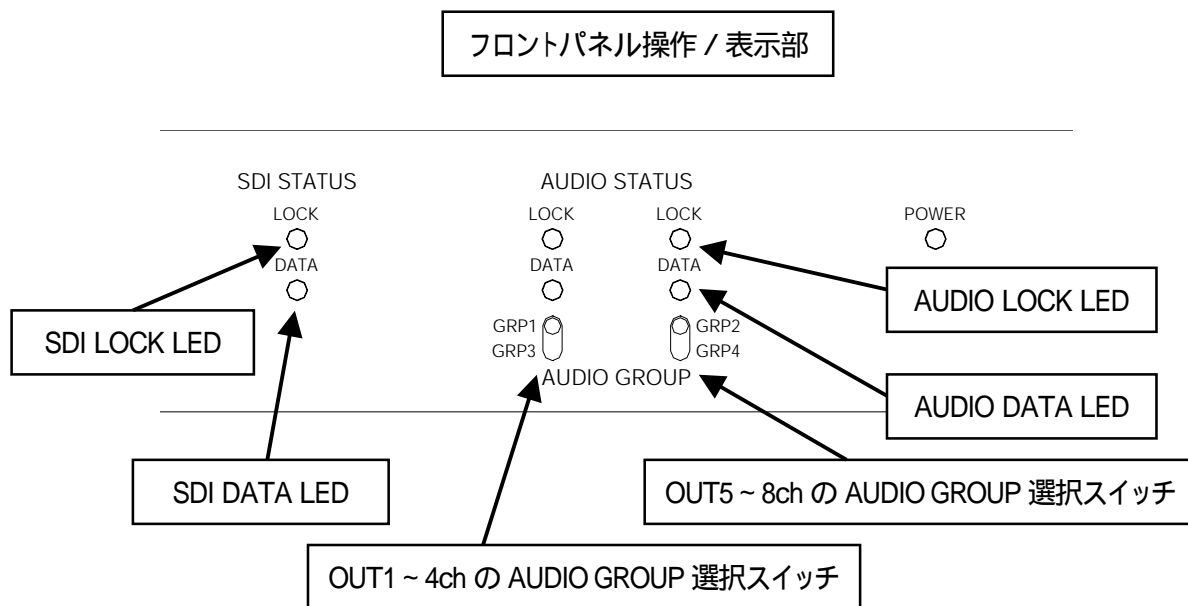 フロントパネル操作 / 表示部
SDI STATUS
AUDIO STATUS
LOCK
LOCK
LOCK
POWER
DATA
DATA
DATA
AUDIO LOCK LED
SDI LOCK LED
GRP1
GRP2
GRP3
GRP4
AUDIO GROUP
AUDIO DATA LED
SDI DATA LED
OUT5 ~ 8ch の AUDIO GROUP 選択スイッチ
OUT1 ~ 4ch の AUDIO GROUP 選択スイッチ